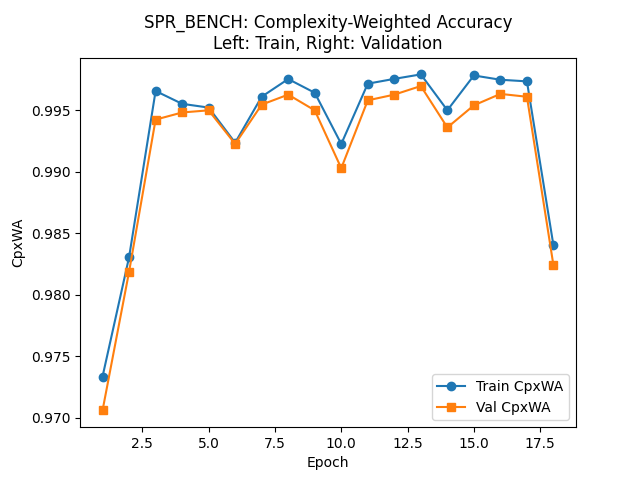 SPR_BENCH: Complexity-Weighted Accuracy
Left: Train, Right: Validation
CpxWA
0.995
0.990
0.985
0.980
0.975
0.970
2.5 5.0 7.5 10.0 12.5 15.0 17.5
Epoch
Train CpxWA
Val CpxWA